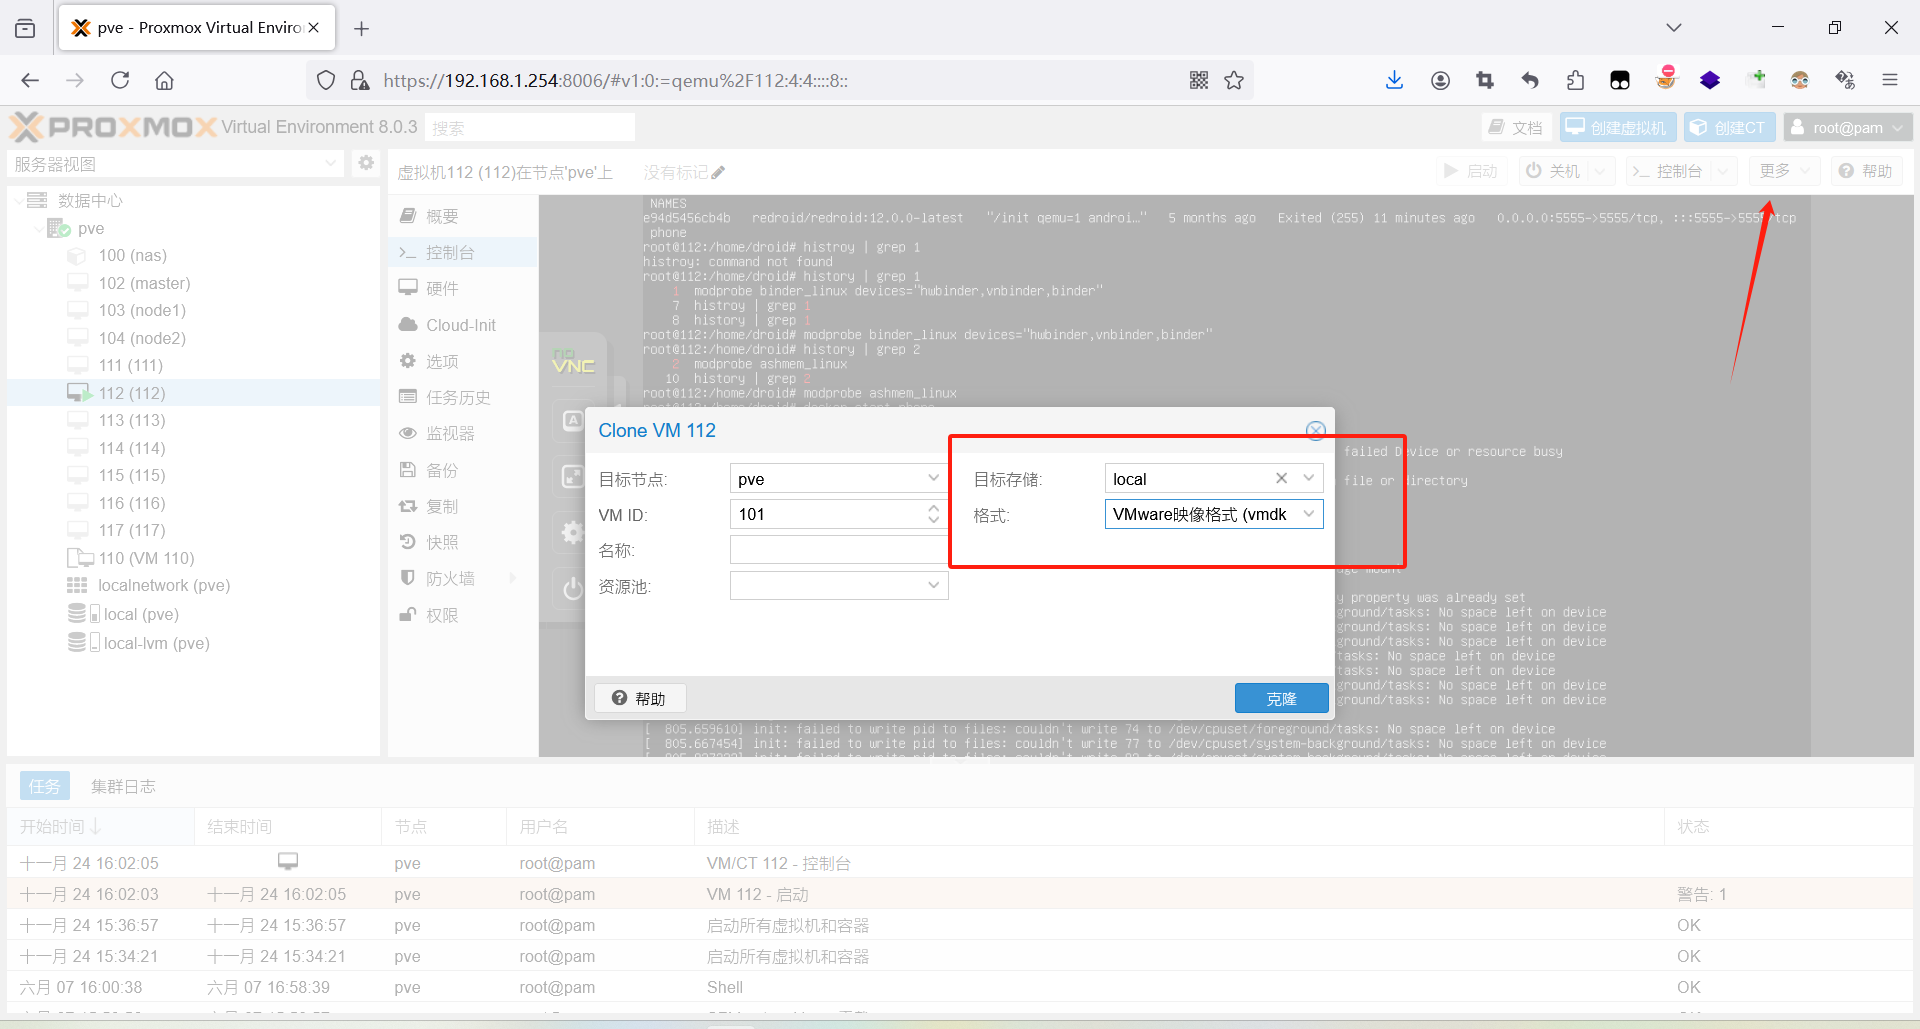 pve - Proxmox Virtual Enviro
https://192.168.1.254:8006/#v1:0:=qemu%2F112:4:4::::8::
PROXMOX Virtual Environment 8.0.3 搜索 文档 创建虚拟机 创建CT root@pam
服务器视图
虚拟机112 (112)在节点'pve'上 没有标记 启动 关机 控制台 更多 帮助
数据中心
pve
100 (nas)
102 (master)
103 (node1)
104 (node2)
111 (111)
112 (112)
113 (113)
114 (114)
115 (115)
116 (116)
117 (117)
110 (VM 110)
localnetwork (pve)
local (pve)
local-lvm (pve)
概要
控制台
硬件
Cloud-Init
选项
任务历史
监视器
备份
复制
快照
防火墙
权限
no
VNC
A
NAMES
e94d5456cb4b redroid/redroid:12.0.0-latest "/init qemu=1 androi…" 5 months ago Exited (255) 11 minutes ago 0.0.0.0:5555->5555/tcp, :::5555->5555/tcp
phone
root@112:/home/droid# histroy | grep 1
histroy: command not found
root@112:/home/droid# history | grep 1
1 modprobe binder_linux devices="hwbinder,vnbinder,binder"
7 histroy | grep 1
8 history | grep 1
root@112:/home/droid# modprobe binder_linux devices="hwbinder,vnbinder,binder"
root@112:/home/droid# history | grep 2
2 modprobe ashmem_linux
10 history | grep 2
root@112:/home/droid# modprobe ashmem_linux
failed Device or resource busy
file or directory
y property was already set
ground/tasks: No space left on device
ground/tasks: No space left on device
ground/tasks: No space left on device
tasks: No space left on device
tasks: No space left on device
ground/tasks: No space left on device
ground/tasks: No space left on device
[ 805.659610] init: failed to write pid to files: couldn't write 74 to /dev/cpuset/foreground/tasks: No space left on device
[ 805.667454] init: failed to write pid to files: couldn't write 77 to /dev/cpuset/system-background/tasks: No space left on device
Clone VM 112
目标节点: pve
VM ID: 101
名称:
资源池:
目标存储: local
格式: VMware映像格式 (vmdk
帮助 克隆
任务 集群日志
开始时间 结束时间 节点 用户名 描述 状态
十一月 24 16:02:05 pve root@pam VM/CT 112 - 控制台
十一月 24 16:02:03 十一月 24 16:02:05 pve root@pam VM 112 - 启动 警告: 1
十一月 24 15:36:57 十一月 24 15:36:57 pve root@pam 启动所有虚拟机和容器 OK
十一月 24 15:34:21 十一月 24 15:34:21 pve root@pam 启动所有虚拟机和容器 OK
六月 07 16:00:38 六月 07 16:58:39 pve root@pam Shell OK